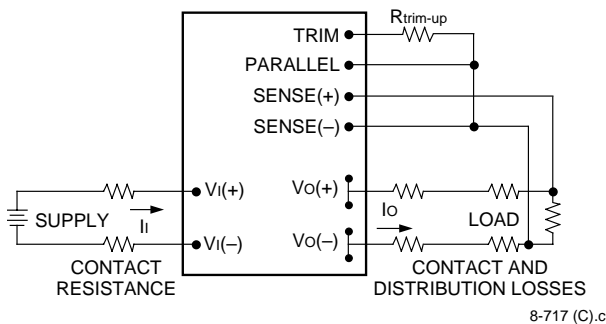 TRIM
Rtrim-up
PARALLEL
SENSE(+)
SENSE(–)
VI(+)
VO(+)
SUPPLY
II
IO
LOAD
VI(–)
VO(–)
CONTACT
RESISTANCE
CONTACT AND
DISTRIBUTION LOSSES
8-717 (C).c